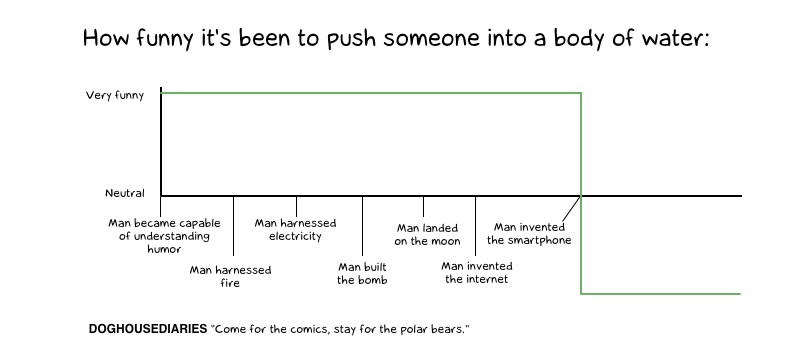 How funny it's been to push someone into a body of water:
Very funny
Neutral
Man became capable
of understanding
humor
Man harnessed
fire
Man harnessed
electricity
Man built
the bomb
Man landed
on the moon
Man invented
the internet
Man invented
the smartphone
DOGHOUSEDIARIES "Come for the comics, stay for the polar bears."